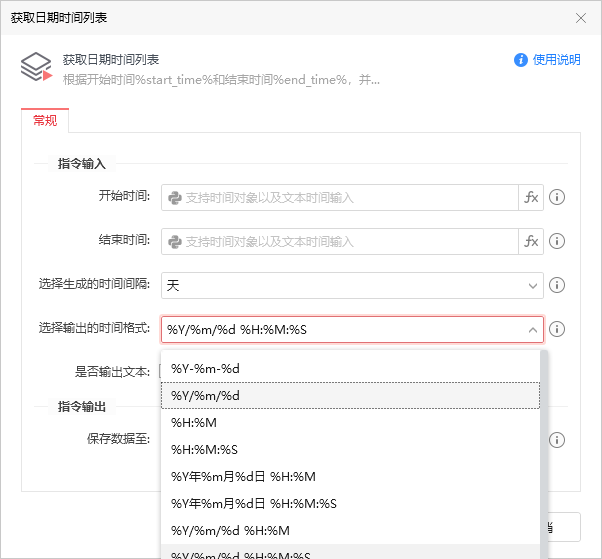 获取日期时间列表
获取日期时间列表
使用说明
根据开始时间%start_time%和结束时间%end_time%，并...
常规
指令输入
开始时间:
支持时间对象以及文本时间输入
fx
结束时间:
支持时间对象以及文本时间输入
fx
选择生成的时间间隔:
天
选择输出的时间格式:
%Y/%m/%d %H:%M:%S
是否输出文本:
%Y-%m-%d
%Y/%m/%d
指令输出
%H:%M
保存数据至:
%H:%M:%S
%Y年%m月%d日 %H:%M
%Y年%m月%d日 %H:%M:%S
%Y/%m/%d %H:%M
%Y/%m/%d %H:%M:%S